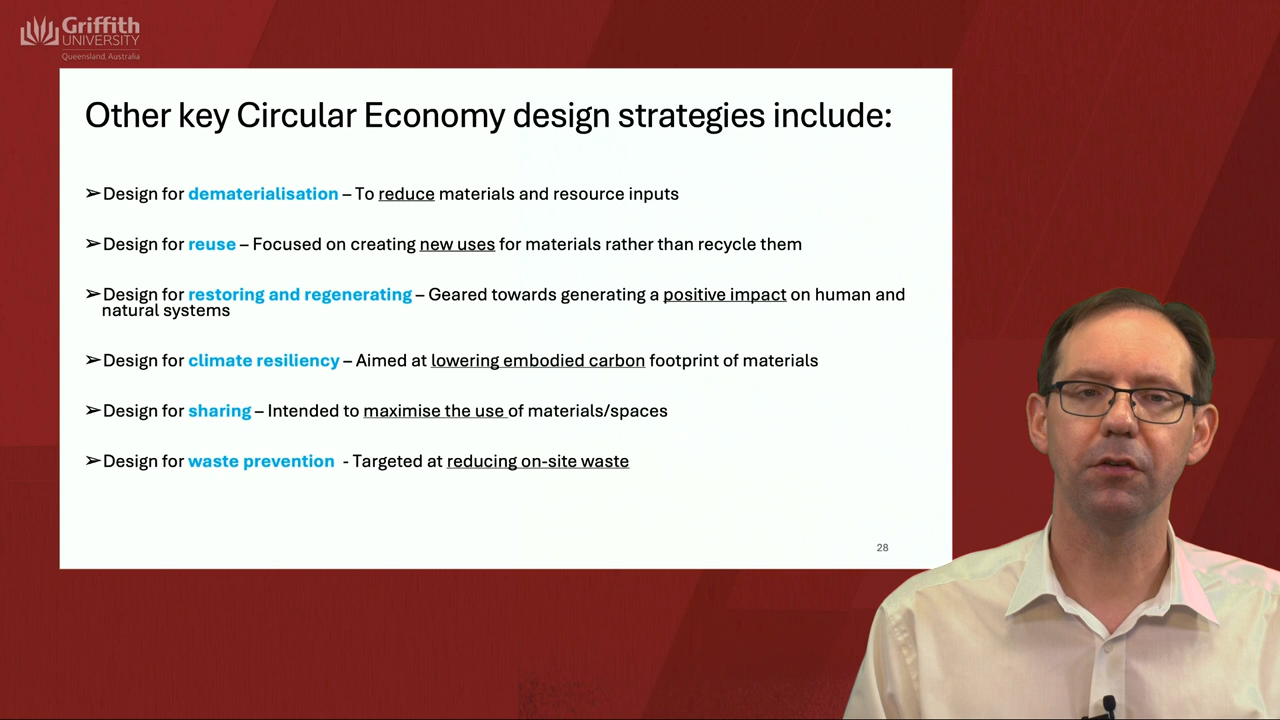 Griffith
UNIVERSITY
Queensland, Australia
Other key Circular Economy design strategies include:
➢Design for dematerialisation – To reduce materials and resource inputs
➢Design for reuse – Focused on creating new uses for materials rather than recycle them
➢Design for restoring and regenerating – Geared towards generating a positive impact on human and
natural systems
➢Design for climate resiliency – Aimed at lowering embodied carbon footprint of materials
➢Design for sharing – Intended to maximise the use of materials/spaces
➢Design for waste prevention - Targeted at reducing on-site waste
28